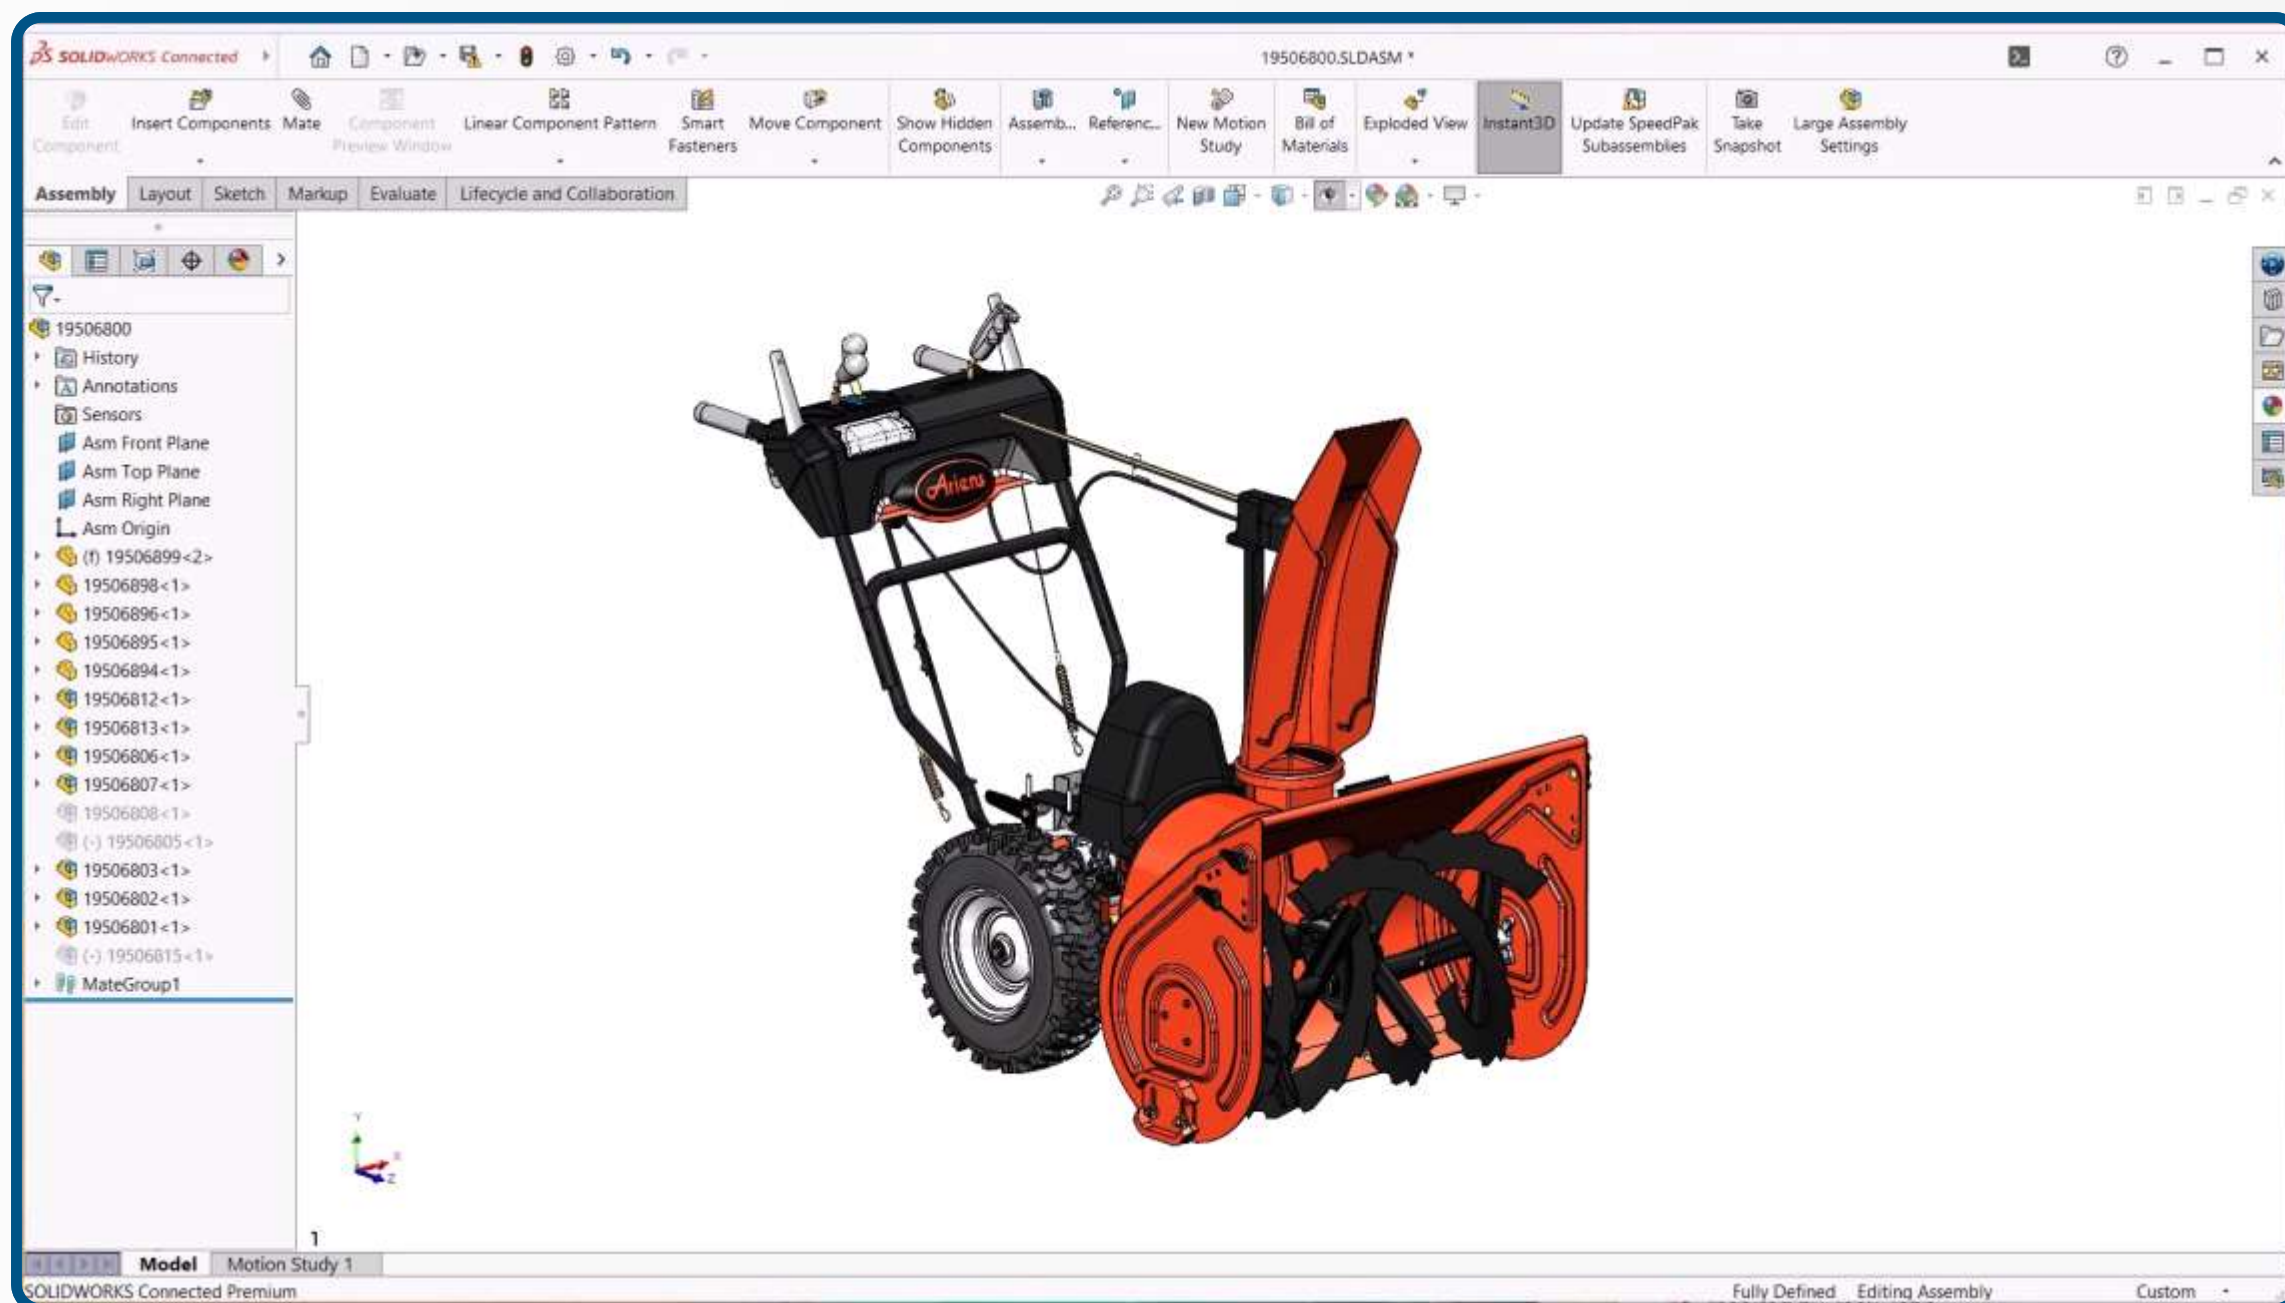 SOLIDWORKS Connected
19506800.SLDASM *
Edit Component
Insert Components
Mate
Component Preview Window
Linear Component Pattern
Smart Fasteners
Move Component
Show Hidden Components
Assemb...
Referenc...
New Motion Study
Bill of Materials
Exploded View
Instant3D
Update SpeedPak Subassemblies
Take Snapshot
Large Assembly Settings
Assembly Layout Sketch Markup Evaluate Lifecycle and Collaboration
19506800
History
Annotations
Sensors
Asm Front Plane
Asm Top Plane
Asm Right Plane
Asm Origin
(f) 19506899<2>
19506898<1>
19506896<1>
19506895<1>
19506894<1>
19506812<1>
19506813<1>
19506806<1>
19506807<1>
19506808<1>
(-) 19506805<1>
19506803<1>
19506802<1>
19506801<1>
(-) 19506815<1>
MateGroup1
Ariens
Y
X
Z
1
Model Motion Study 1
SOLIDWORKS Connected Premium
Fully Defined Editing Assembly Custom